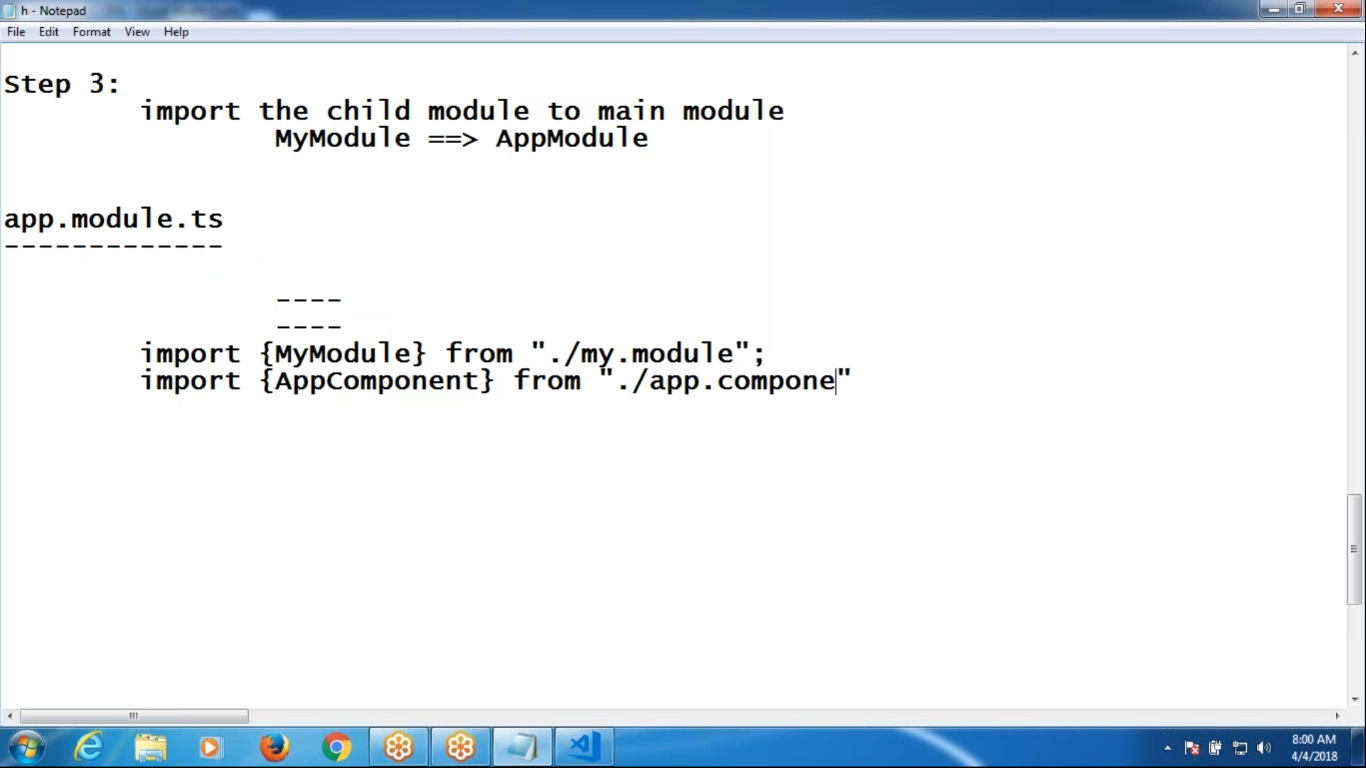 h - Notepad
File Edit Format View Help
Step 3:
import the child module to main module
MyModule ==> AppModule
app.module.ts
-------------
----
----
import {MyModule} from "./my.module";
import {AppComponent} from "./app.compone"
8:00 AM
4/4/2018